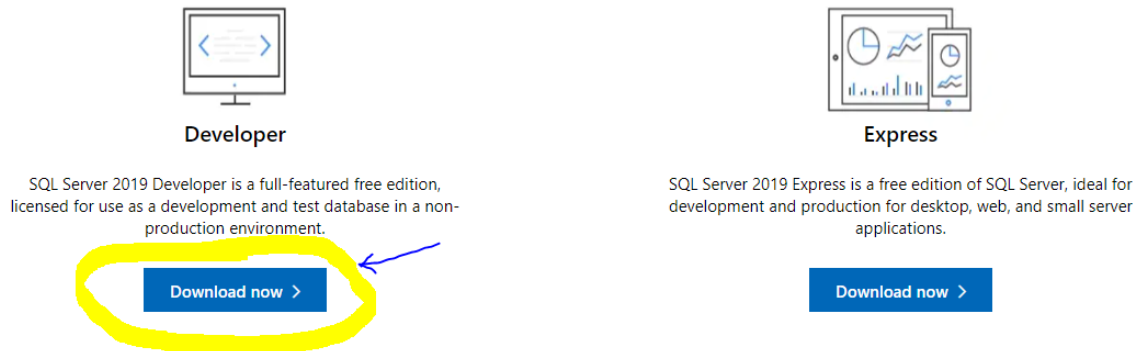 Developer
SQL Server 2019 Developer is a full-featured free edition,
licensed for use as a development and test database in a non-
production environment.
Download now
Express
SQL Server 2019 Express is a free edition of SQL Server, ideal for
development and production for desktop, web, and small server
applications.
Download now